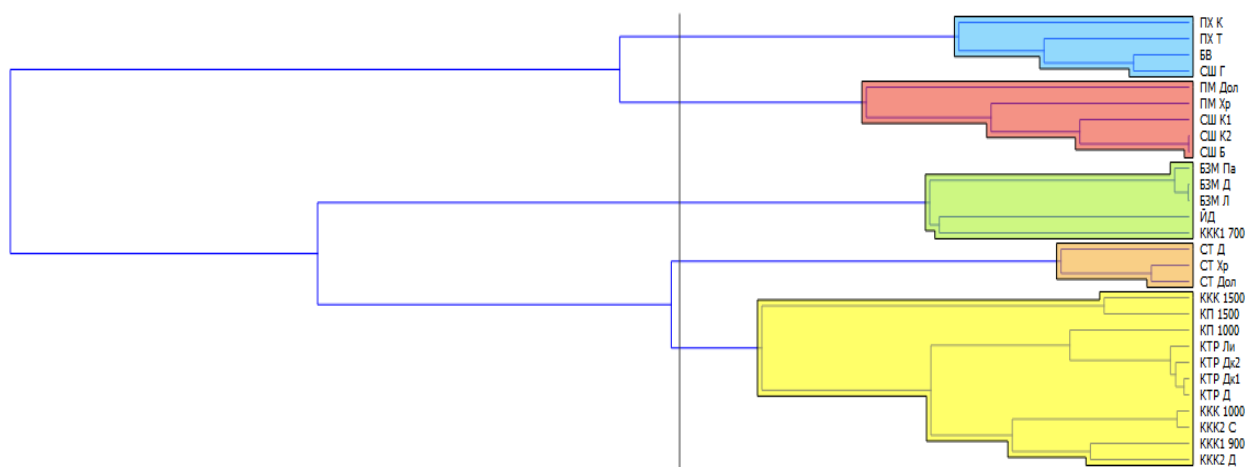 ПХ К
ПХ Т
БВ
СШ Г
ПМ Дол
ПМ Хр
СШ К1
СШ К2
СШ Б
БЗМ Па
БЗМ Д
БЗМ Л
ЙД
ККК1 700
СТ Д
СТ Хр
СТ Дол
ККК 1500
КП 1500
КП 1000
КТР Ли
КТР Дк2
КТР Дк1
КТР Д
ККК 1000
ККК2 С
ККК1 900
ККК2 Д